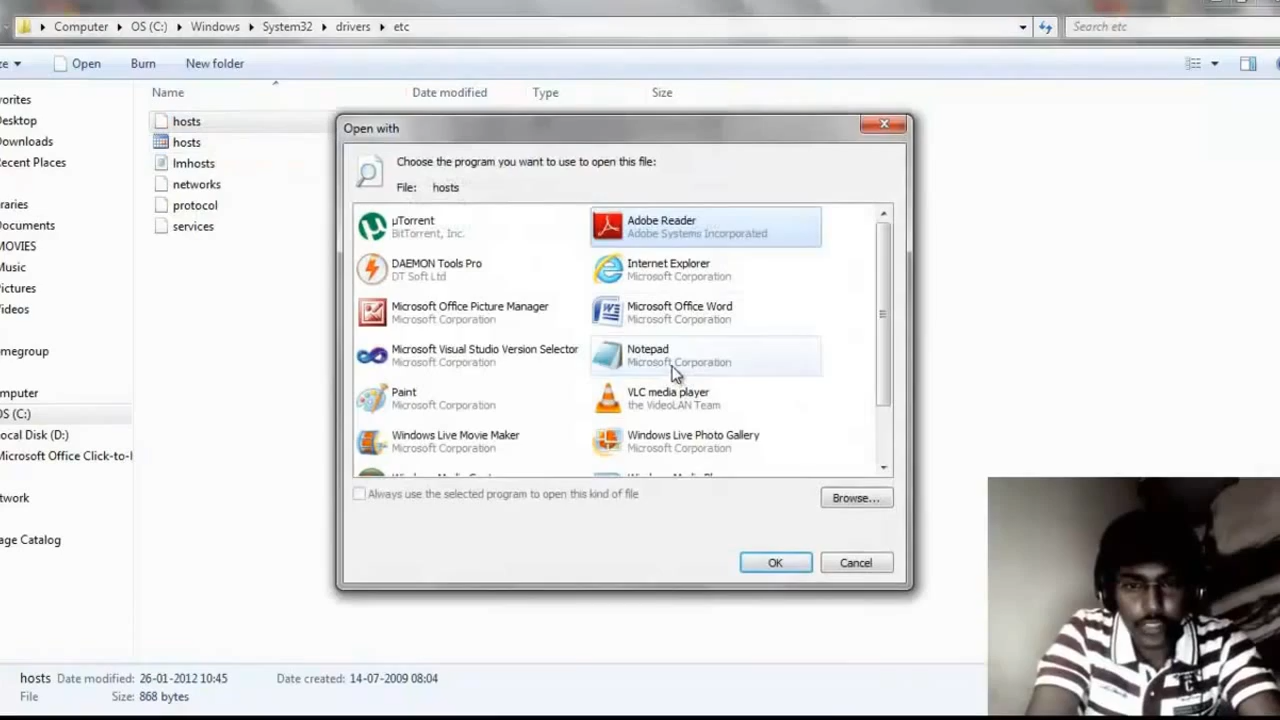 Computer OS (C:) Windows System32 drivers etc Search etc
ze Open Burn New folder
Name Date modified Type Size
vorites
Desktop
Downloads
Recent Places
raries
Documents
MOVIES
Music
Pictures
Videos
megroup
mputer
OS (C:)
ocal Disk (D:)
Microsoft Office Click-to-
twork
age Catalog
hosts
hosts
lmhosts
networks
protocol
services
Open with
Choose the program you want to use to open this file:
File: hosts
µTorrent
BitTorrent, Inc.
Adobe Reader
Adobe Systems Incorporated
DAEMON Tools Pro
DT Soft Ltd
Internet Explorer
Microsoft Corporation
Microsoft Office Picture Manager
Microsoft Corporation
Microsoft Office Word
Microsoft Corporation
Microsoft Visual Studio Version Selector
Microsoft Corporation
Notepad
Microsoft Corporation
Paint
Microsoft Corporation
VLC media player
the VideoLAN Team
Windows Live Movie Maker
Microsoft Corporation
Windows Live Photo Gallery
Microsoft Corporation
Always use the selected program to open this kind of file
Browse...
OK Cancel
hosts Date modified: 26-01-2012 10:45 Date created: 14-07-2009 08:04
File Size: 868 bytes